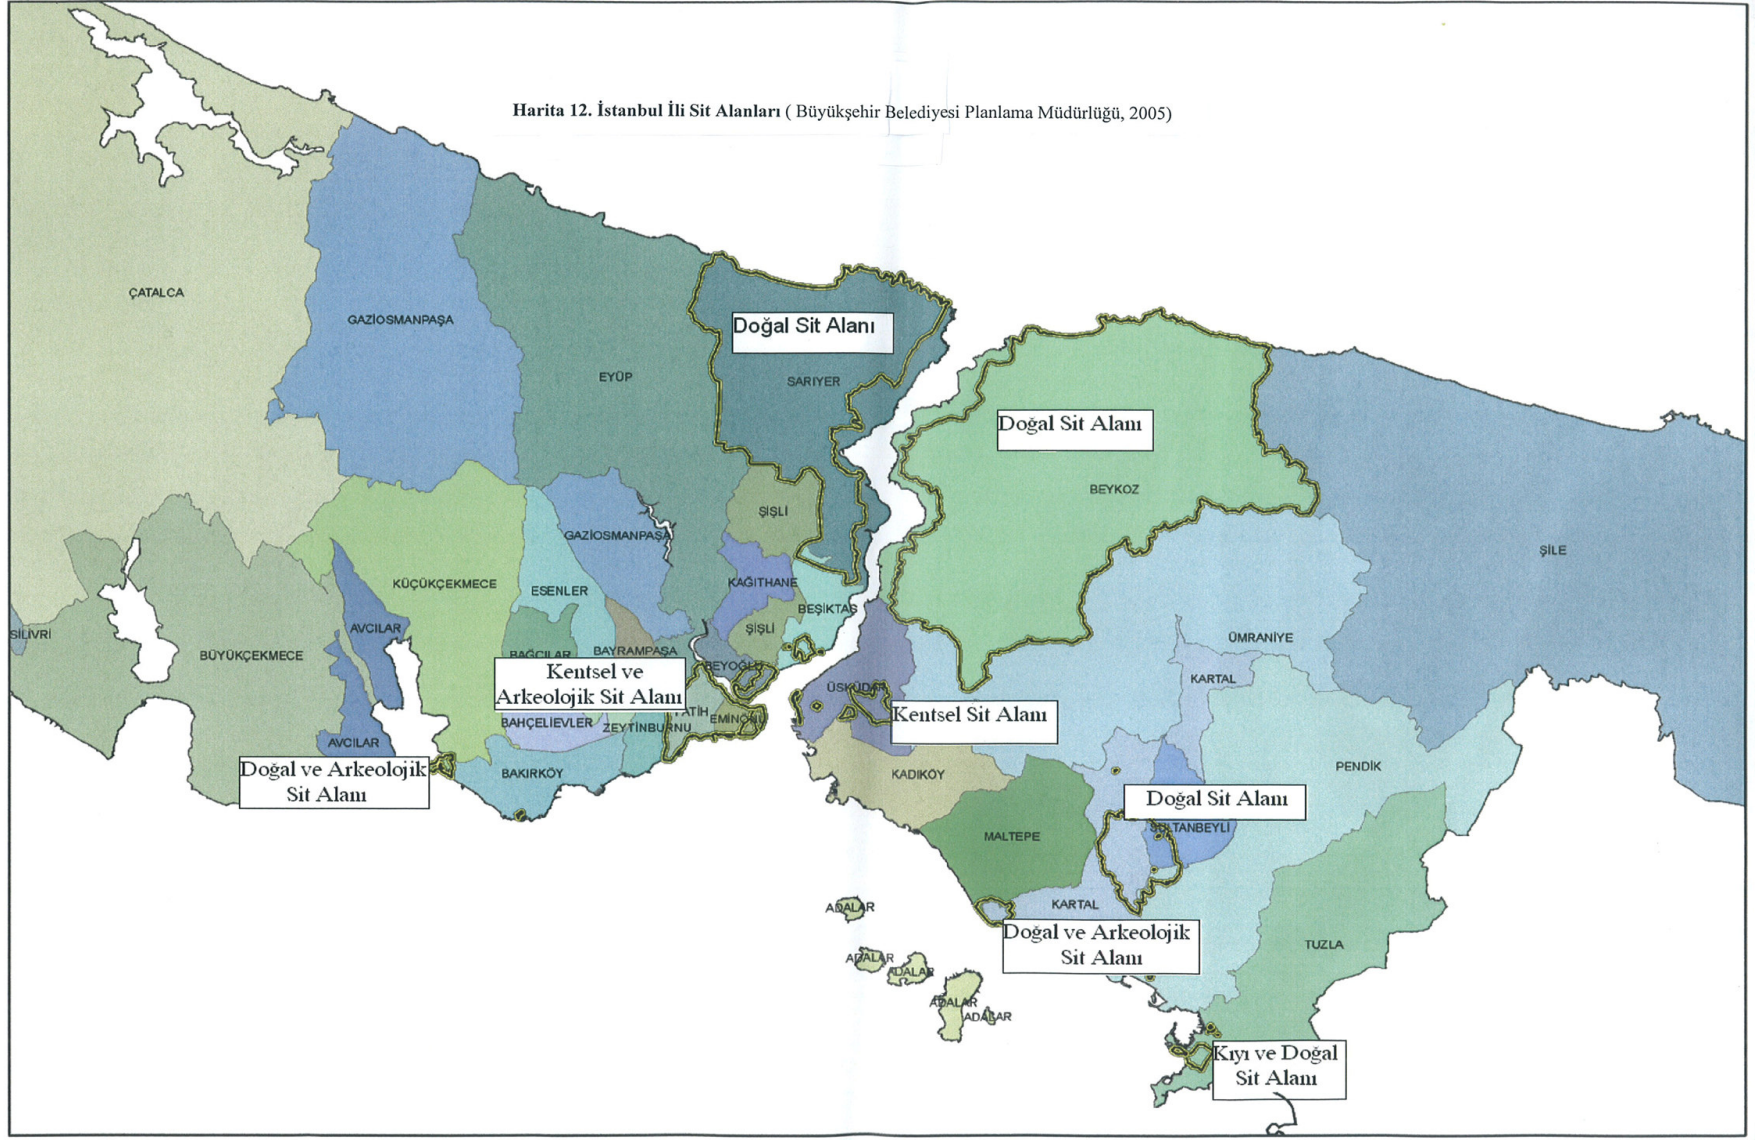 Harita 12. İstanbul İli Sit Alanları ( Büyükşehir Belediyesi Planlama Müdürlüğü, 2005)
ÇATALCA
GAZİOSMANPAŞA
EYÜP
Doğal Sit Alanı
SARIYER
Doğal Sit Alanı
BEYKOZ
ŞİLE
ŞİŞLİ
GAZİOSMANPAŞA
KÜÇÜKÇEKMECE
ESENLER
KAĞITHANE
BEŞİKTAŞ
SİLİVRİ
AVCILAR
ŞİŞLİ
ÜMRANİYE
BÜYÜKÇEKMECE
BAĞCILAR
BAYRAMPAŞA
BEYOĞLU
Kentsel ve
Arkeolojik Sit Alanı
KARTAL
ÜSKÜDAR
FATİH
EMİNÖNÜ
Kentsel Sit Alanı
BAHÇELİEVLER
ZEYTİNBURNU
AVCILAR
Doğal ve Arkeolojik
Sit Alanı
BAKIRKÖY
KADIKÖY
PENDİK
Doğal Sit Alanı
MALTEPE
SULTANBEYLİ
KARTAL
ADALAR
Doğal ve Arkeolojik
Sit Alanı
TUZLA
ADALAR
ADALAR
ADALAR
ADALAR
Kıyı ve Doğal
Sit Alanı